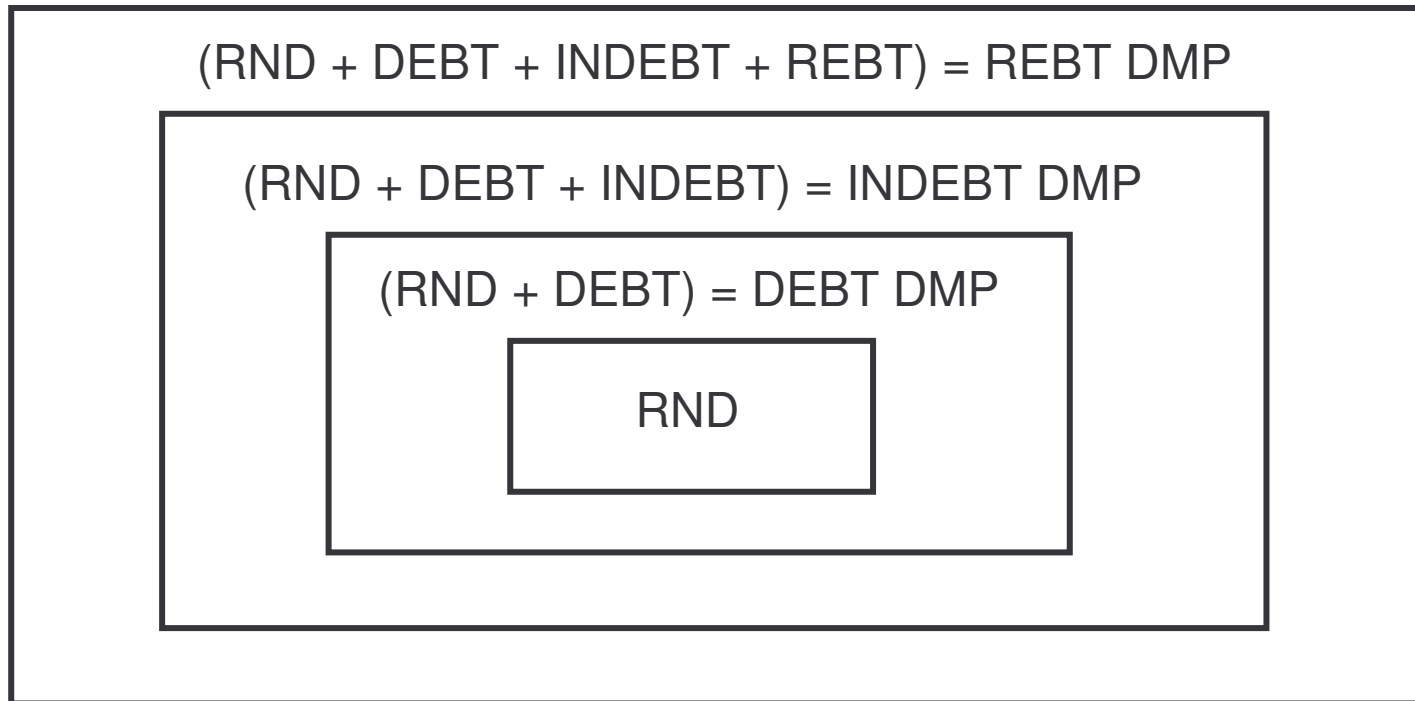 (RND + DEBT + INDEBT + REBT) = REBT DMP
(RND + DEBT + INDEBT) = INDEBT DMP
(RND + DEBT) = DEBT DMP
RND